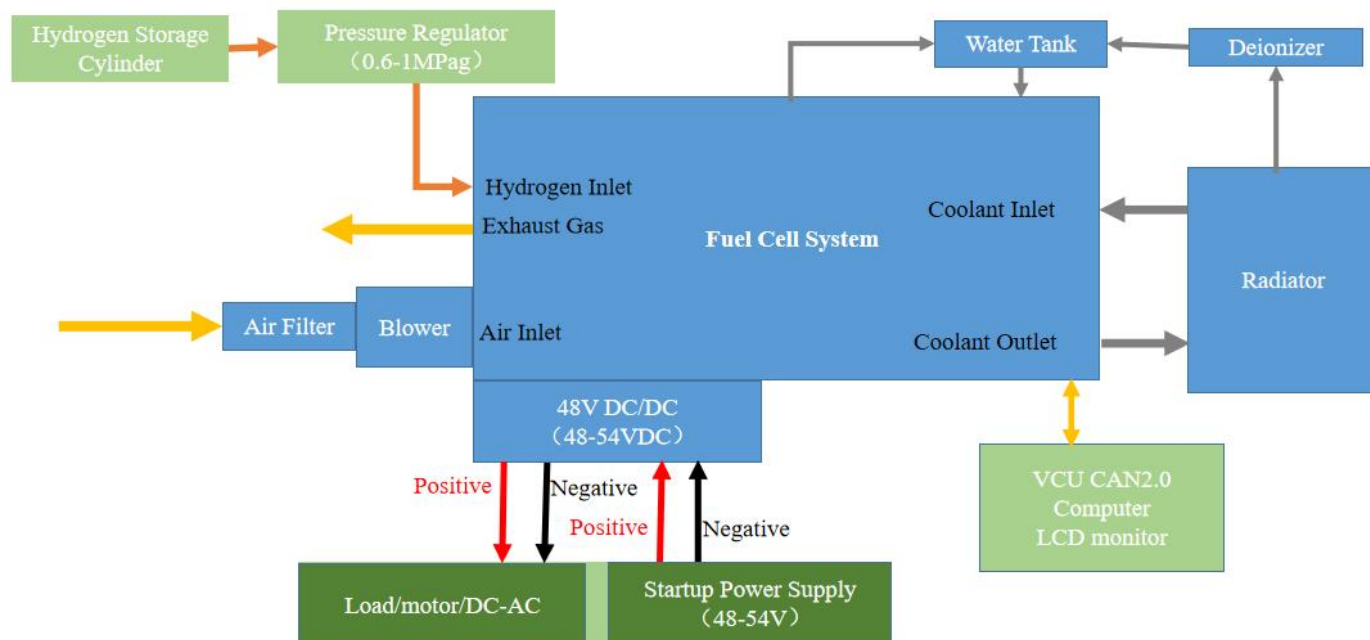 Hydrogen Storage
Cylinder
Pressure Regulator
（0.6-1MPag）
Water Tank
Deionizer
Hydrogen Inlet
Exhaust Gas
Fuel Cell System
Coolant Inlet
Radiator
Air Filter
Blower
Air Inlet
Coolant Outlet
48V DC/DC
（48-54VDC）
Positive
Negative
Positive
Negative
VCU CAN2.0
Computer
LCD monitor
Load/motor/DC-AC
Startup Power Supply
（48-54V）